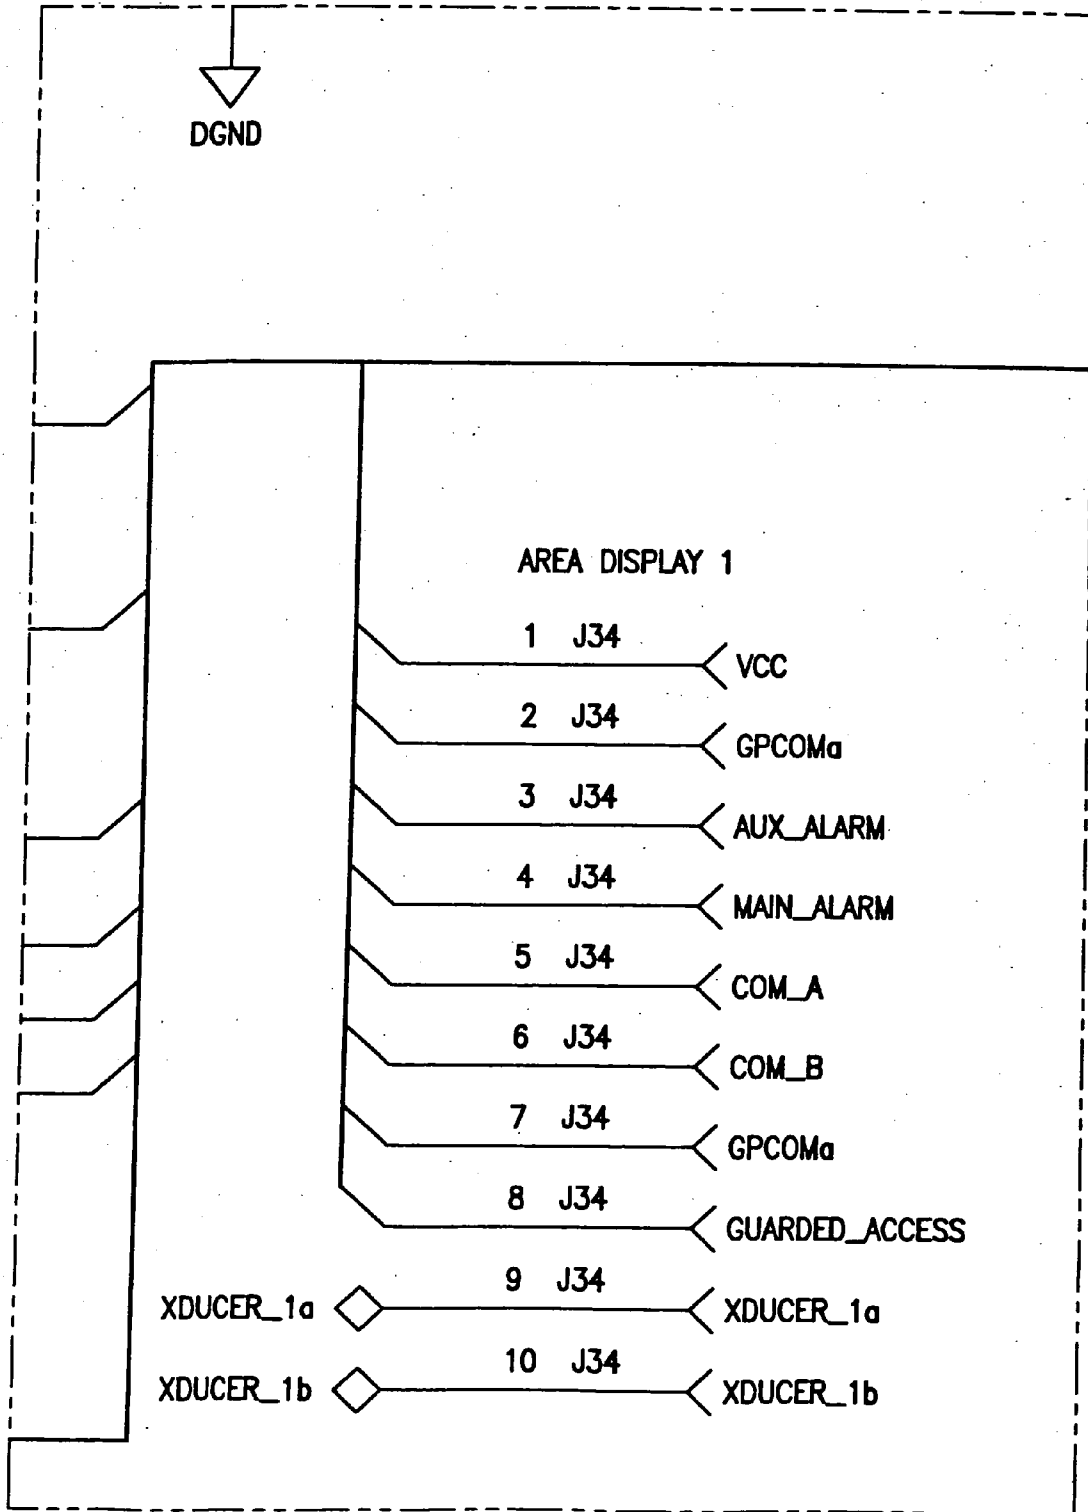 DGND
AREA DISPLAY 1
1 J34
VCC
2 J34
GPCOMa
3 J34
AUX_ALARM
4 J34
MAIN_ALARM
5 J34
COM_A
6 J34
COM_B
7 J34
GPCOMa
8 J34
GUARDED_ACCESS
XDUCER_1a 9 J34 XDUCER_1a
XDUCER_1b 10 J34 XDUCER_1b